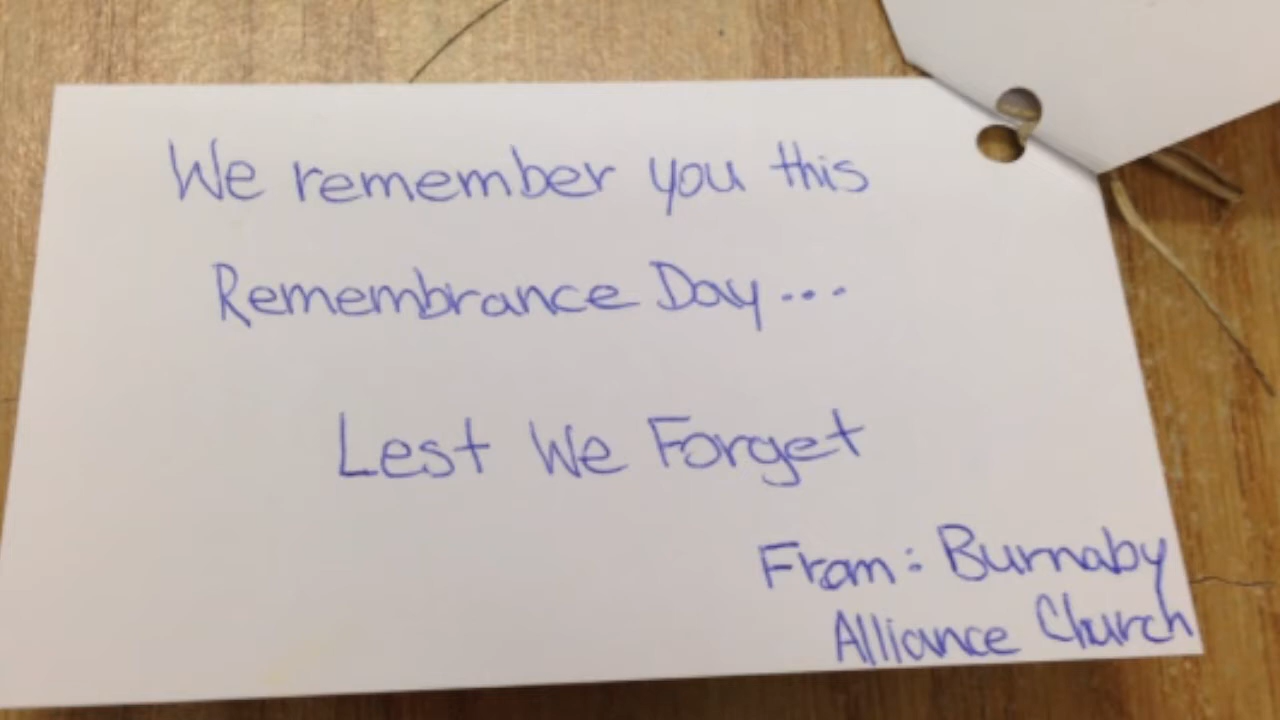 We remember you this
Remembrance Day...
Lest We Forget
From: Burnaby
Alliance Church